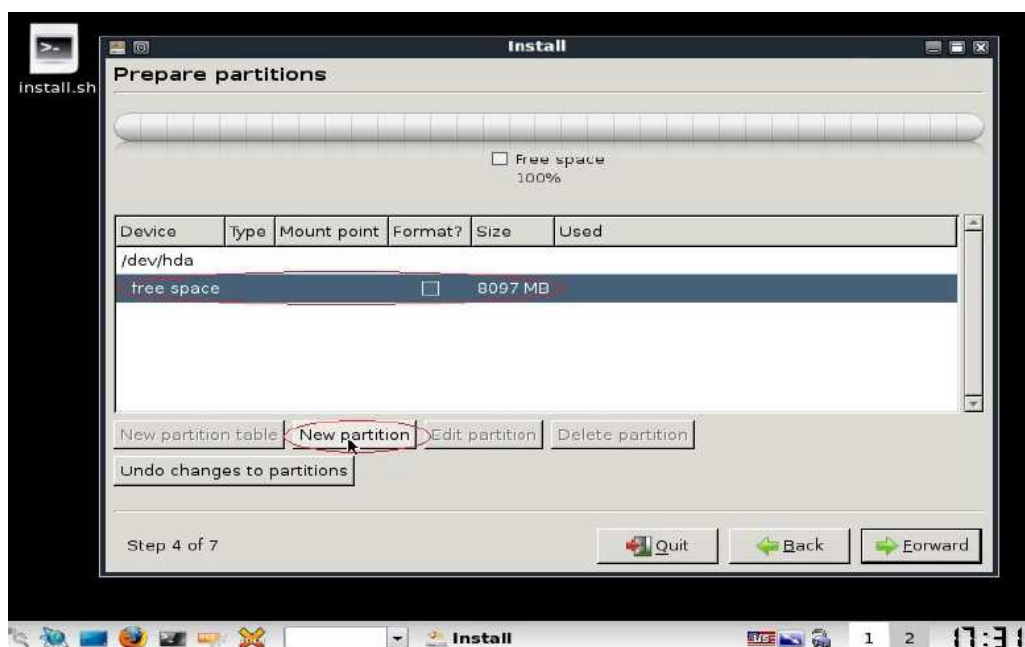 install.sh
Install
Prepare partitions
Free space
100%
Device Type Mount point Format? Size Used
/dev/hda
free space 8097 MB
New partition table New partition Edit partition Delete partition
Undo changes to partitions
Step 4 of 7 Quit Back Forward
Install 1 2 17:31